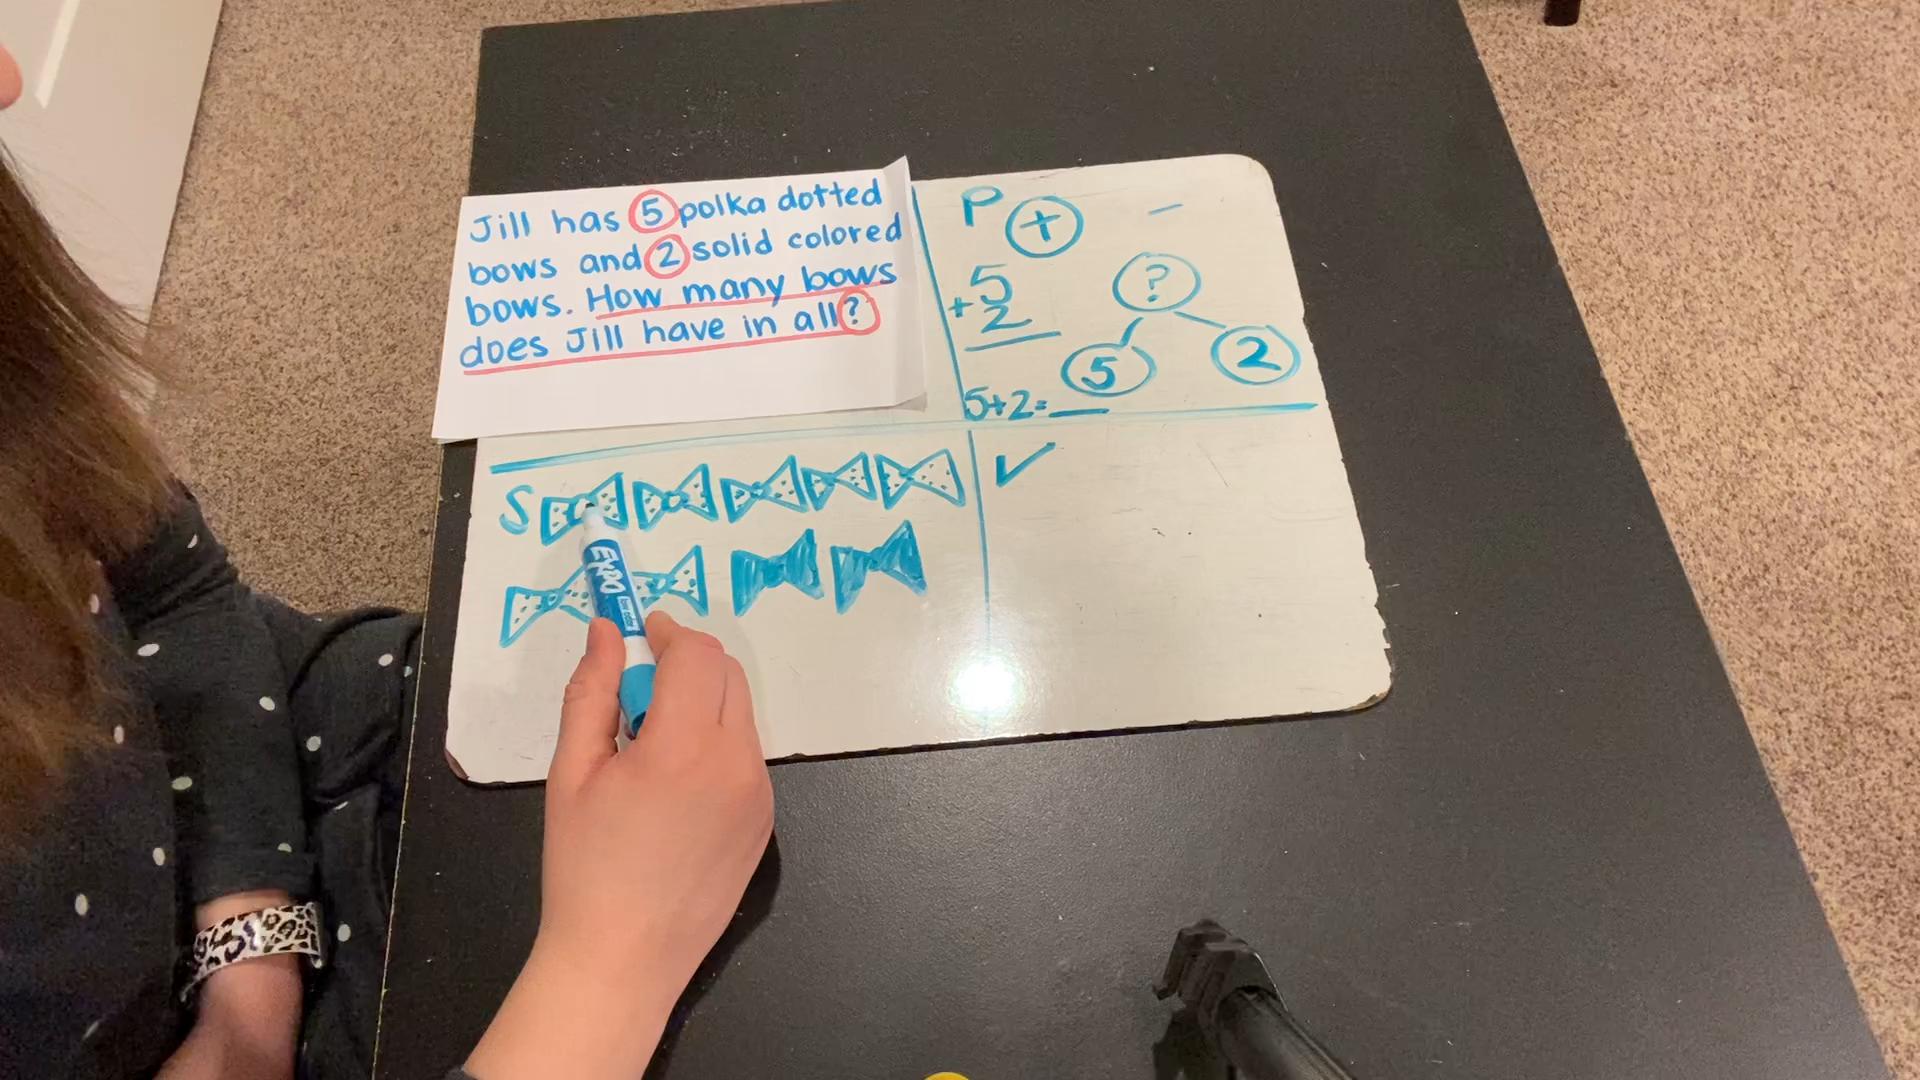 Jill has 5 polka dotted
bows and 2 solid colored
bows. How many bows
does Jill have in all?
P + -
5
+ 2
?
5 2
5+2=__
S
✓
EXPO